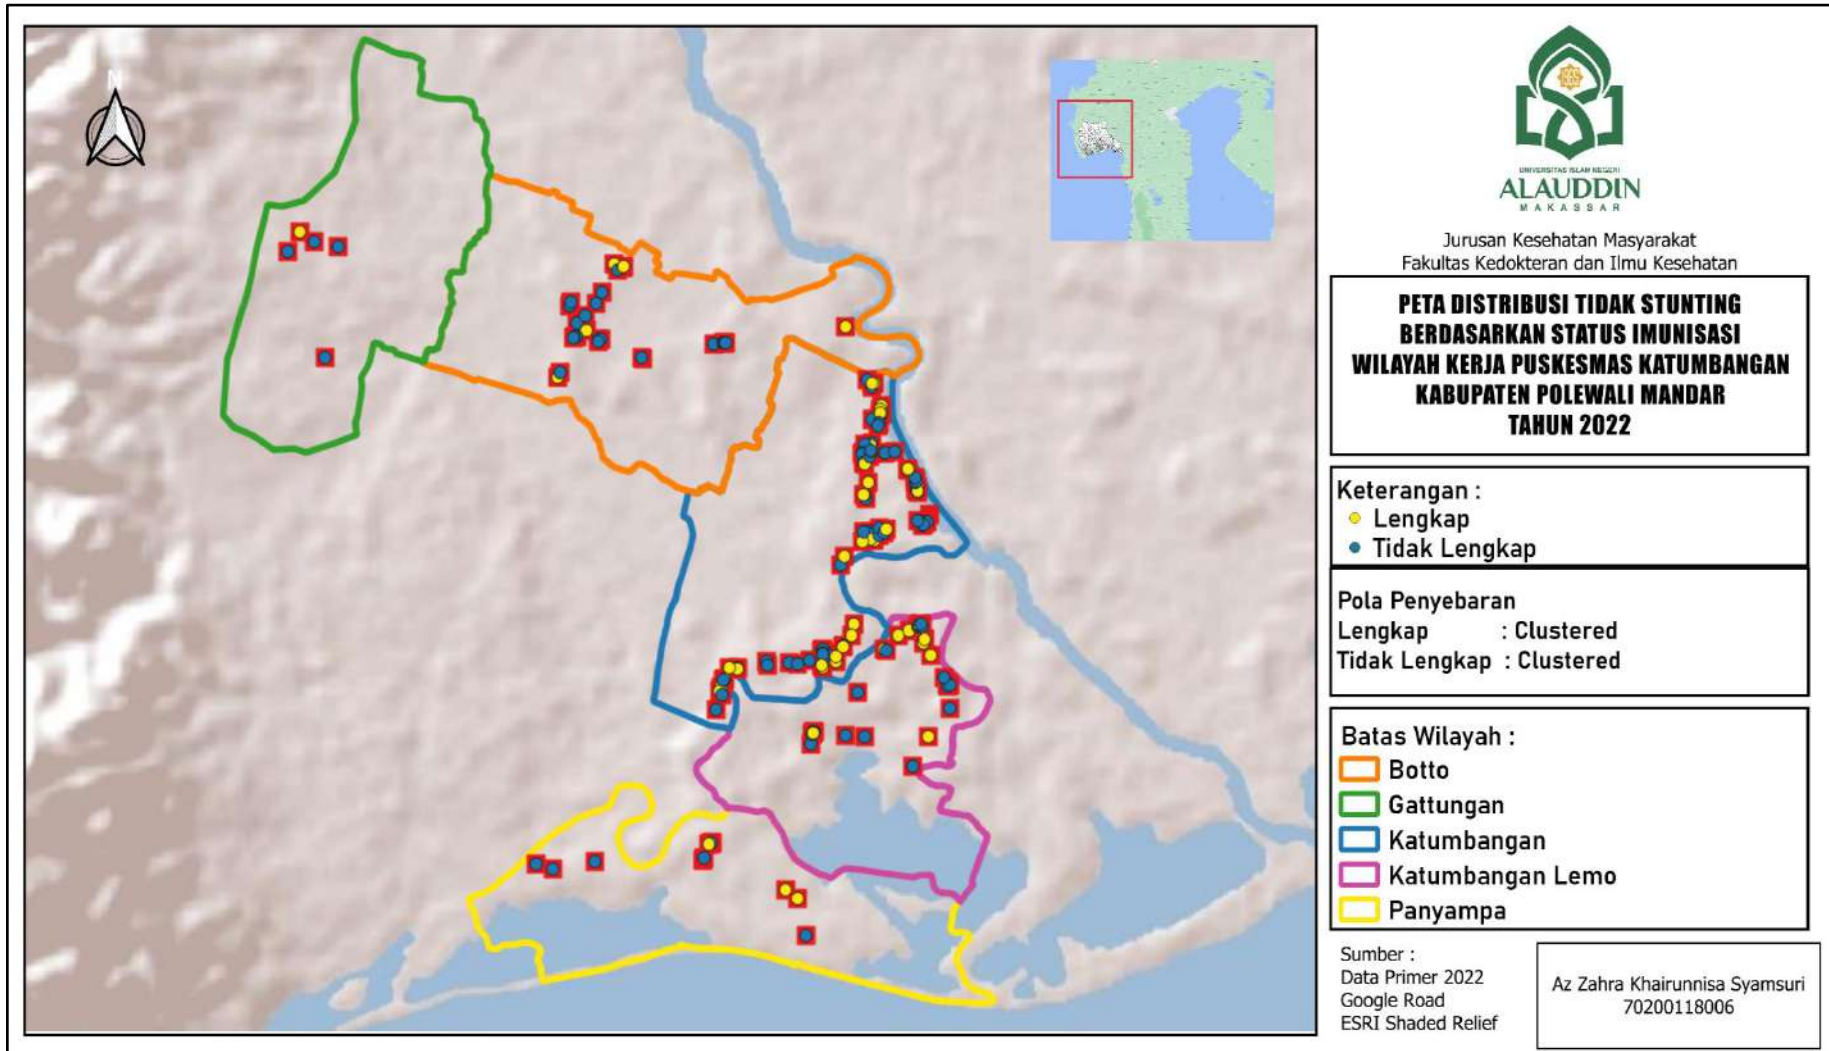 N
UNIVERSITAS ISLAM NEGERI
ALAUDDIN
MAKASSAR
Jurusan Kesehatan Masyarakat
Fakultas Kedokteran dan Ilmu Kesehatan
PETA DISTRIBUSI TIDAK STUNTING
BERDASARKAN STATUS IMUNISASI
WILAYAH KERJA PUSKESMAS KATUMBANGAN
KABUPATEN POLEWALI MANDAR
TAHUN 2022
Keterangan :
Lengkap
Tidak Lengkap
Pola Penyebaran
Lengkap : Clustered
Tidak Lengkap : Clustered
Batas Wilayah :
Botto
Gattungan
Katumbangan
Katumbangan Lemo
Panyampa
Sumber :
Data Primer 2022
Google Road
ESRI Shaded Relief
Az Zahra Khairunnisa Syamsuri
70200118006